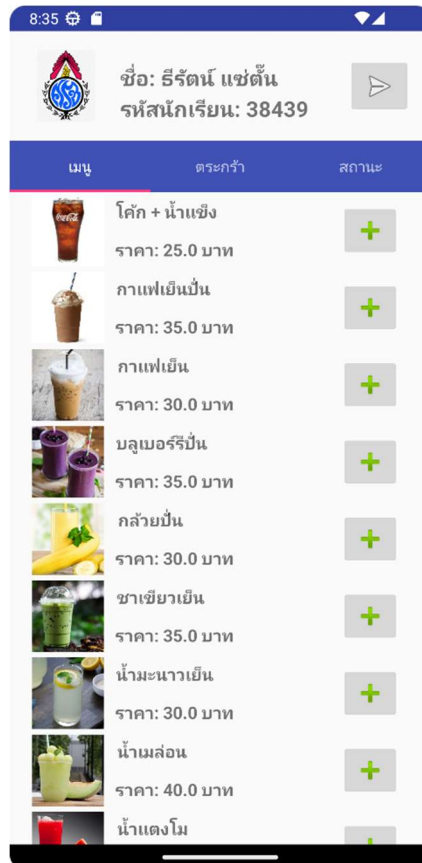 8:35
ชื่อ: ธีรัตน์ แซ่ตั๊น
รหัสนักเรียน: 38439
เมนู ตระกร้า สถานะ
โค้ก + น้ำแข็ง
ราคา: 25.0 บาท
กาแฟเย็นปั่น
ราคา: 35.0 บาท
กาแฟเย็น
ราคา: 30.0 บาท
บลูเบอร์รีปั่น
ราคา: 35.0 บาท
กล้วยปั่น
ราคา: 30.0 บาท
ชาเขียวเย็น
ราคา: 35.0 บาท
น้ำมะนาวเย็น
ราคา: 30.0 บาท
น้ำเมล่อน
ราคา: 40.0 บาท
น้ำแตงโม